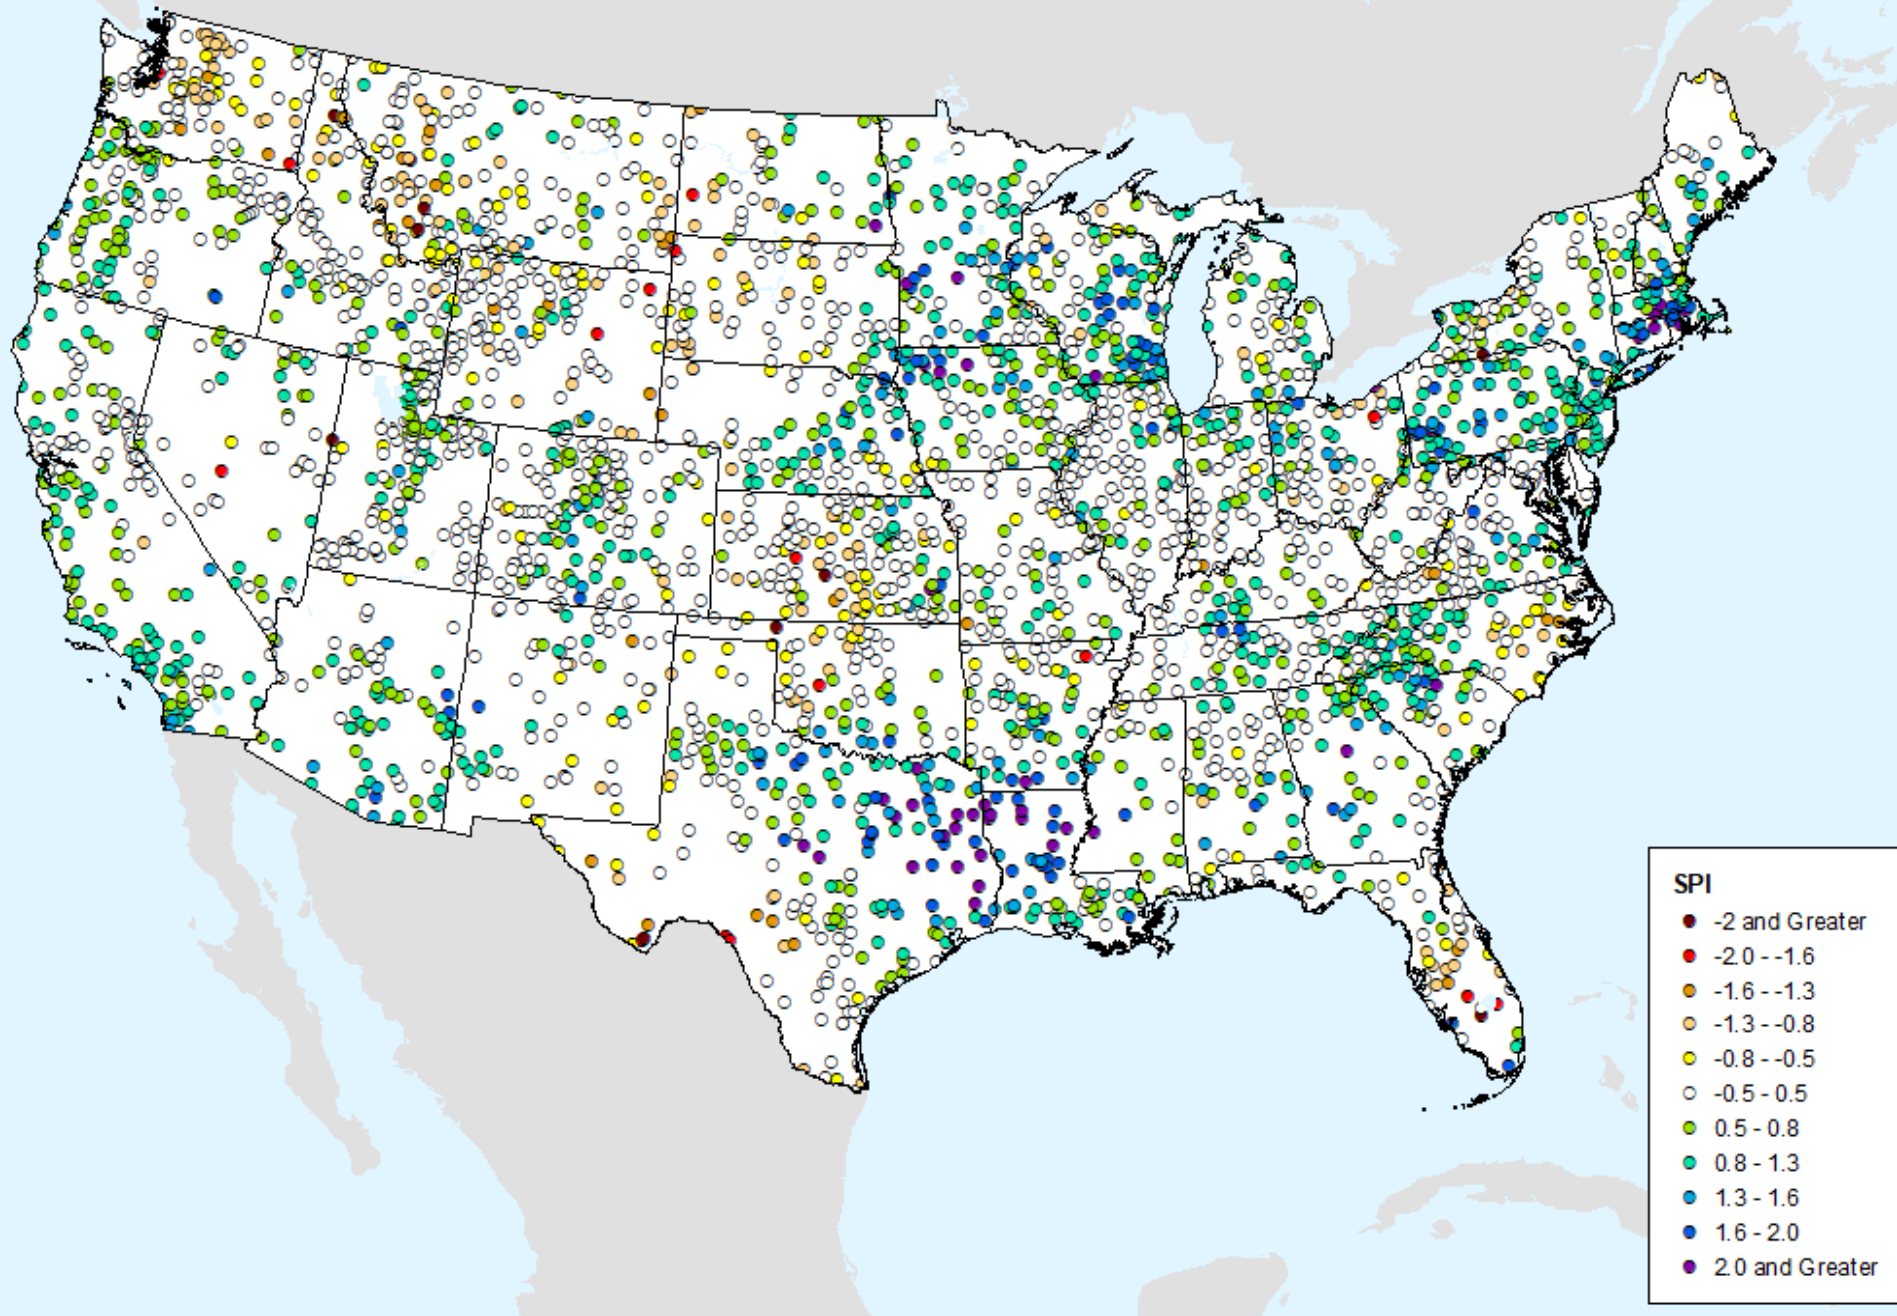 SPI
-2 and Greater
-2.0 - -1.6
-1.6 - -1.3
-1.3 - -0.8
-0.8 - -0.5
-0.5 - 0.5
0.5 - 0.8
0.8 - 1.3
1.3 - 1.6
1.6 - 2.0
2.0 and Greater